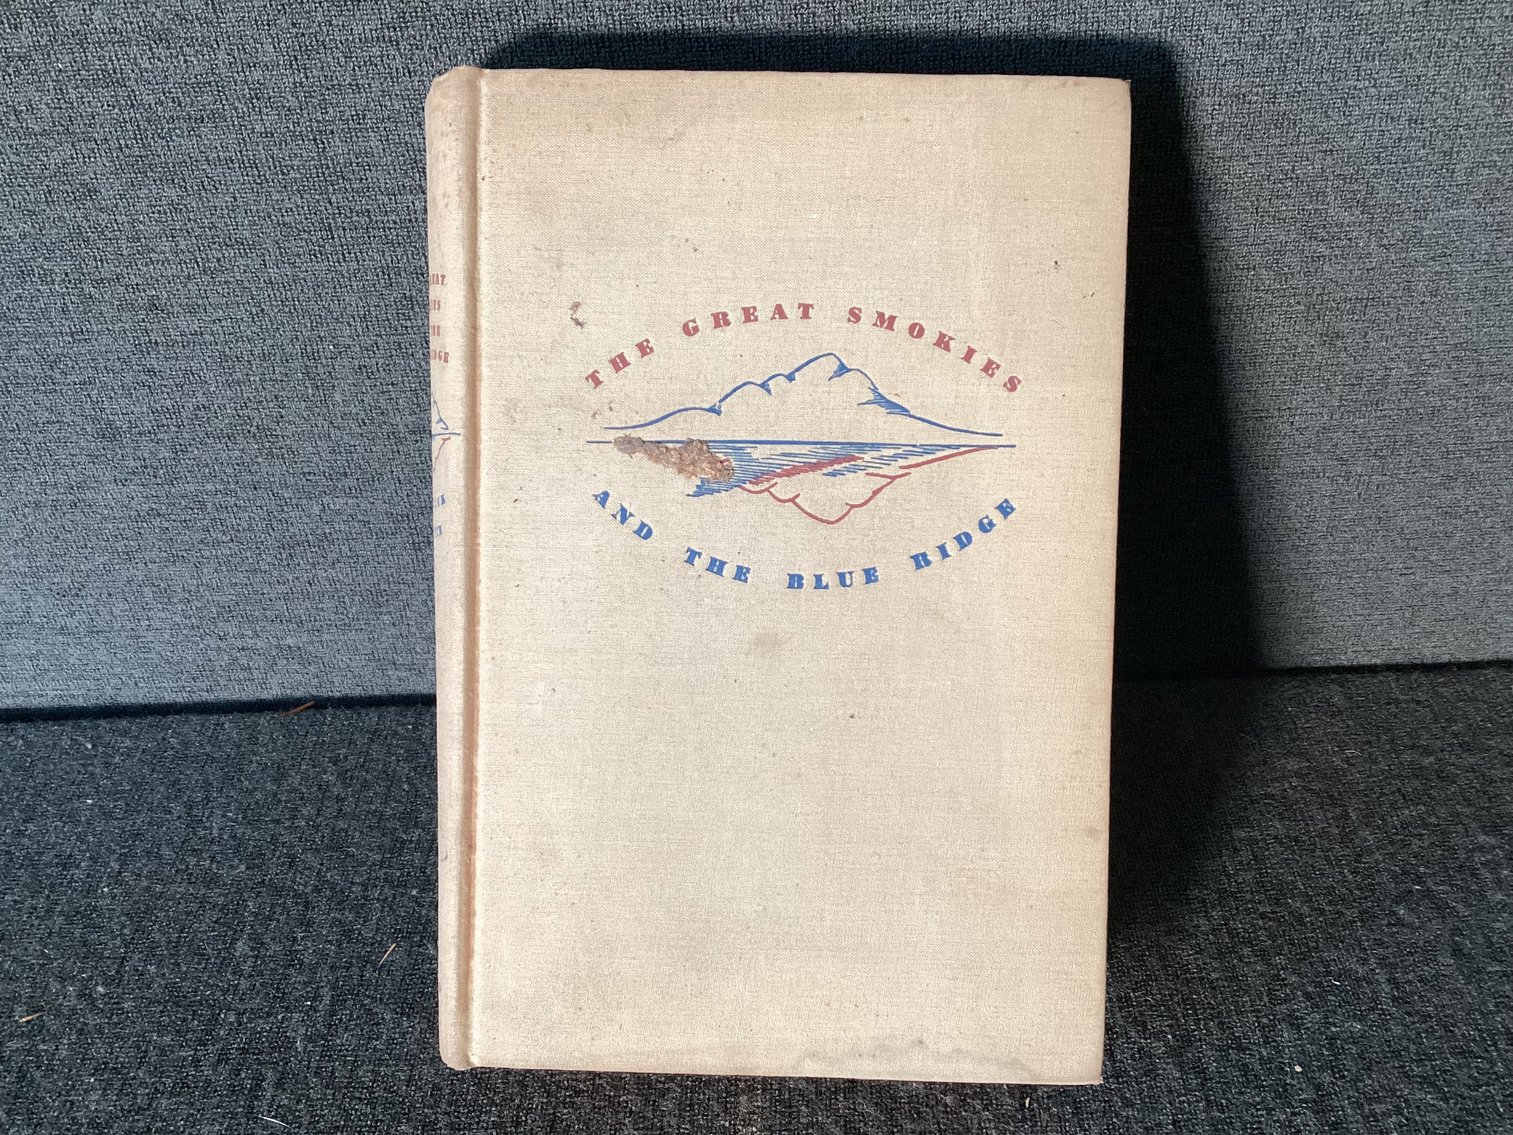 THE GREAT SMOKIES
AND THE BLUE RIDGE